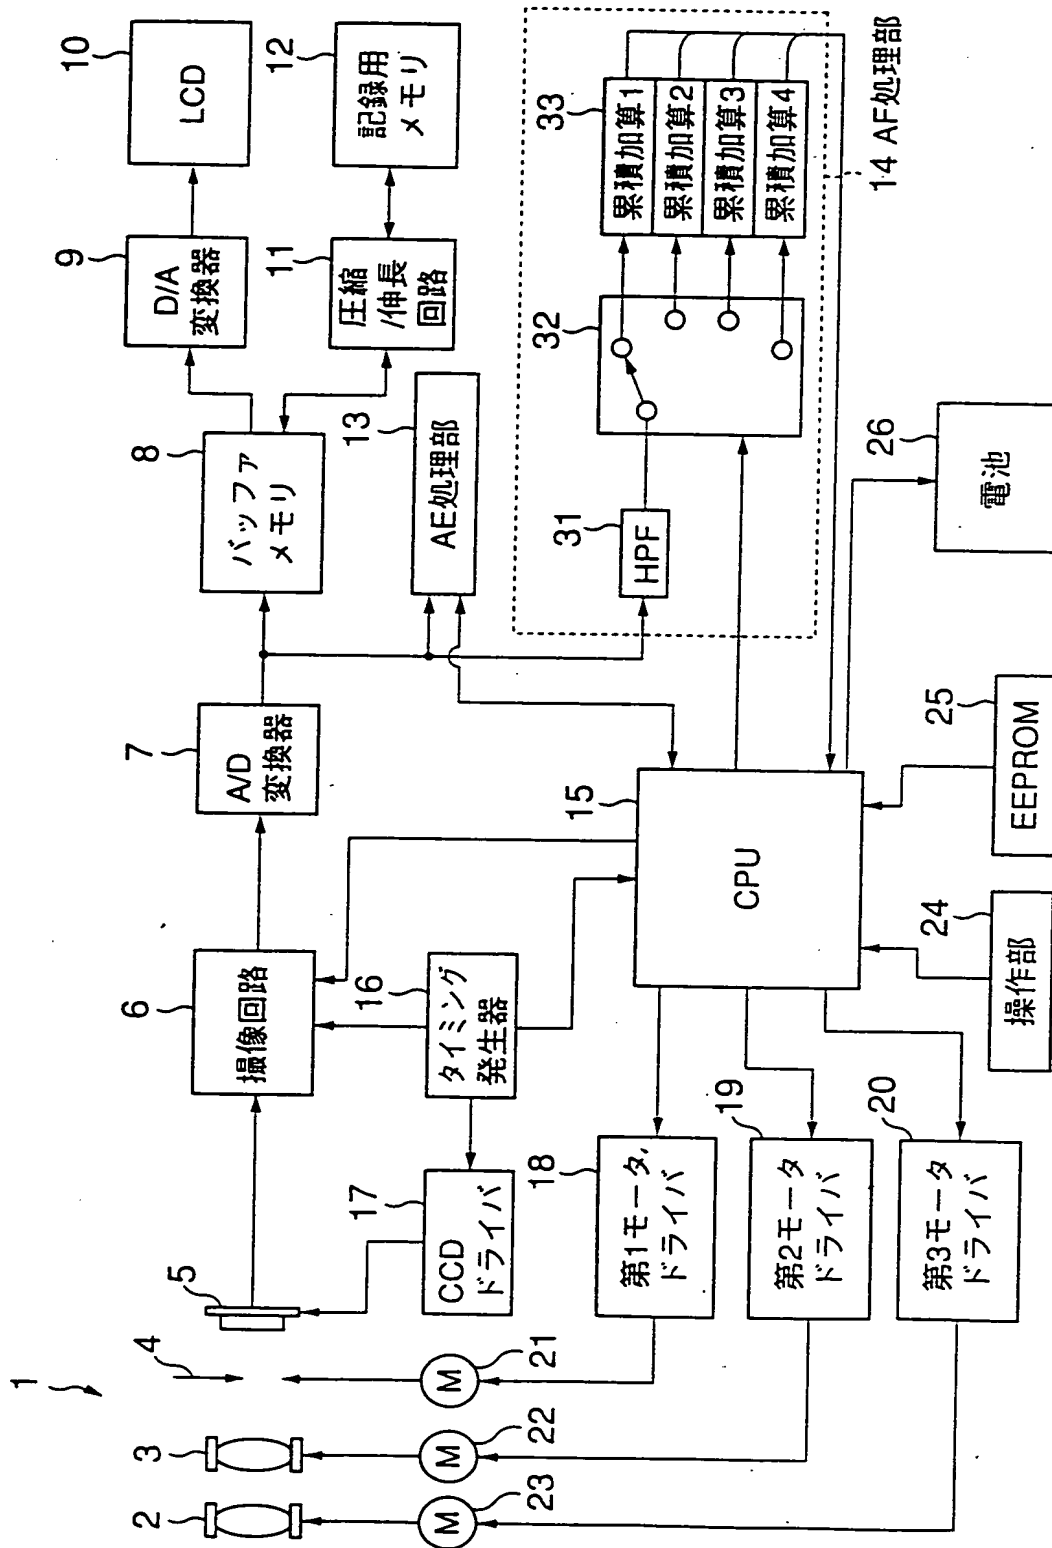 1
2
3
4
5
6
撮像回路
7
A/D
変換器
8
バッファ
メモリ
9
D/A
変換器
10
LCD
11
圧縮
/伸長
回路
12
記録用
メモリ
13
AE処理部
14 AF処理部
31
HPF
32
33
累積加算1
累積加算2
累積加算3
累積加算4
15
CPU
16
タイミング
発生器
17
CCD
ドライバ
18
第1モータ
ドライバ
19
第2モータ
ドライバ
20
第3モータ
ドライバ
21
M
22
M
23
M
24
操作部
25
EEPROM
26
電池